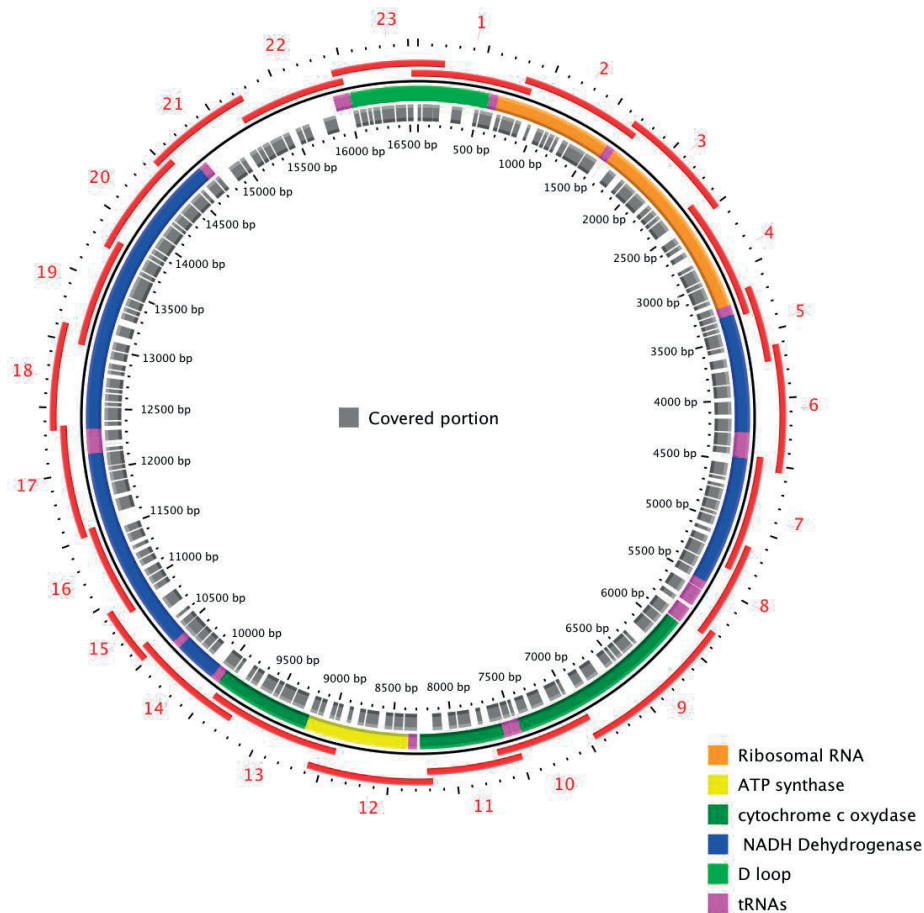 23
1
22
2
21
3
20
4
19
5
18
6
17
7
16
8
15
14
9
13
10
12
11
16500 bp
500 bp
1000 bp
1500 bp
2000 bp
2500 bp
3000 bp
3500 bp
4000 bp
4500 bp
5000 bp
5500 bp
6000 bp
6500 bp
7000 bp
7500 bp
8000 bp
8500 bp
9000 bp
9500 bp
10000 bp
10500 bp
11000 bp
11500 bp
12000 bp
12500 bp
13000 bp
13500 bp
14000 bp
14500 bp
15000 bp
15500 bp
16000 bp
Covered portion
Ribosomal RNA
ATP synthase
cytochrome c oxydase
NADH Dehydrogenase
D loop
tRNAs